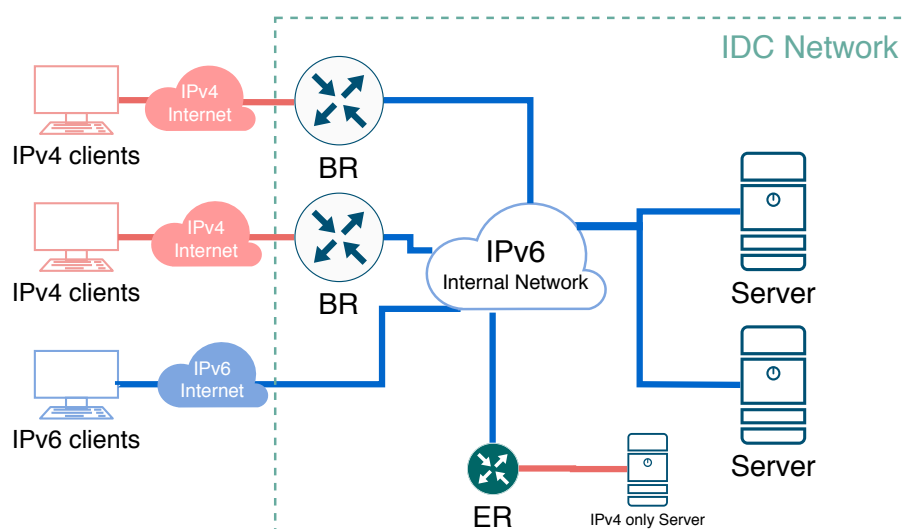 IDC Network
IPv4
Internet
IPv4 clients
BR
IPv4
Internet
IPv4 clients
BR
IPv6
Internal Network
Server
IPv6
Internet
IPv6 clients
Server
ER
IPv4 only Server